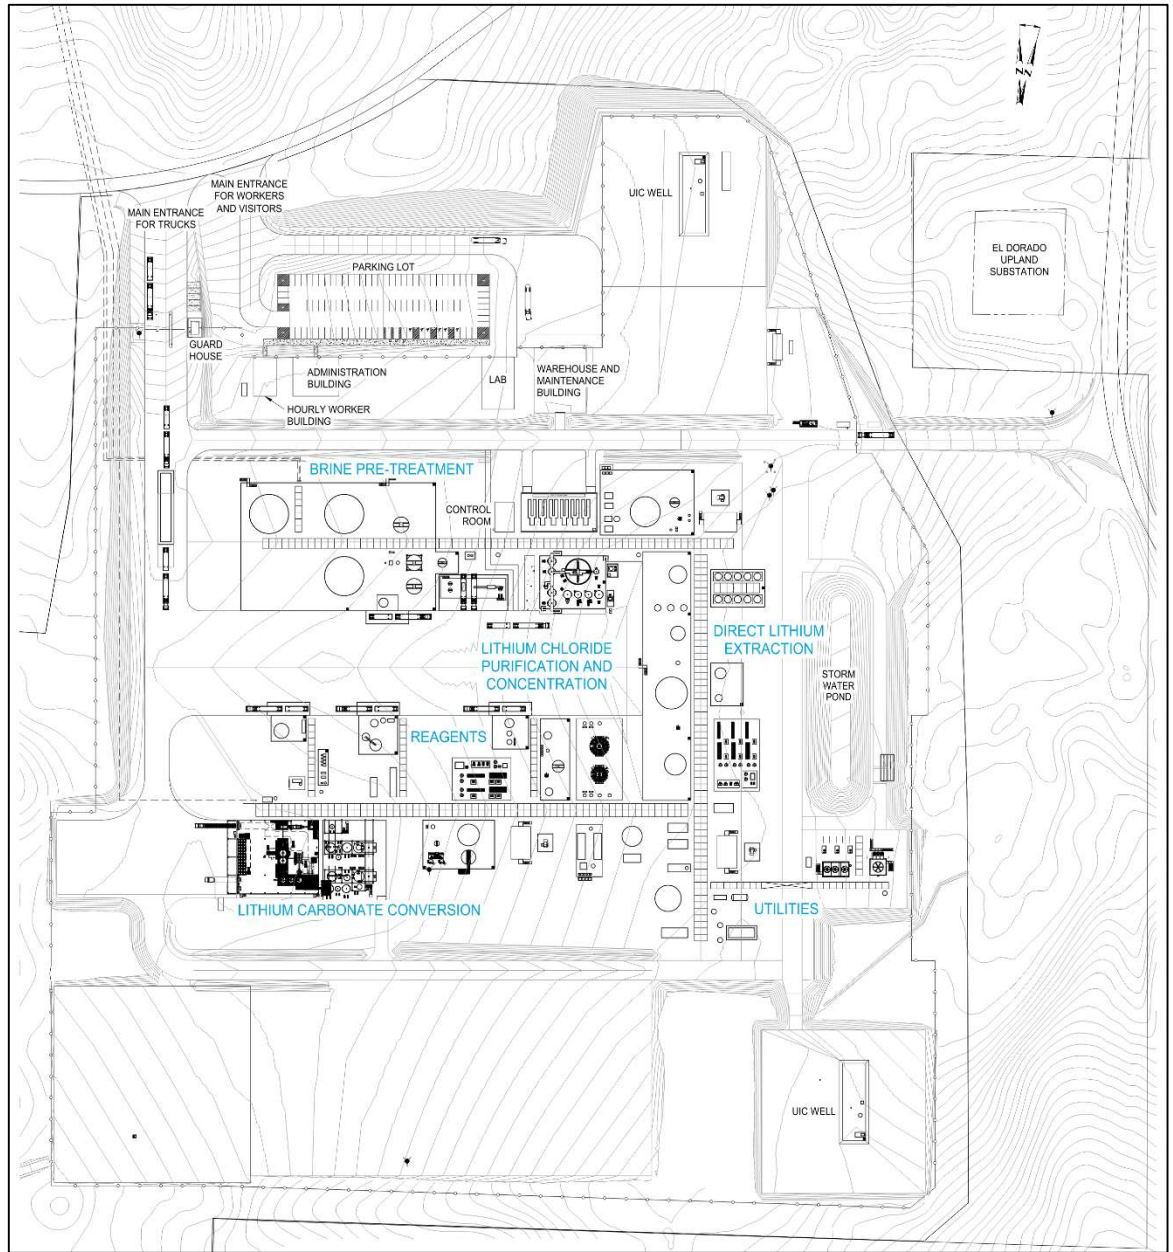 N
MAIN ENTRANCE
FOR WORKERS
AND VISITORS
MAIN ENTRANCE
FOR TRUCKS
UIC WELL
EL DORADO
UPLAND
SUBSTATION
PARKING LOT
GUARD
HOUSE
ADMINISTRATION
BUILDING
LAB
WAREHOUSE AND
MAINTENANCE
BUILDING
HOURLY WORKER
BUILDING
BRINE PRE-TREATMENT
CONTROL
ROOM
DIRECT LITHIUM
EXTRACTION
LITHIUM CHLORIDE
PURIFICATION AND
CONCENTRATION
STORM
WATER
POND
REAGENTS
LITHIUM CARBONATE CONVERSION
UTILITIES
UIC WELL